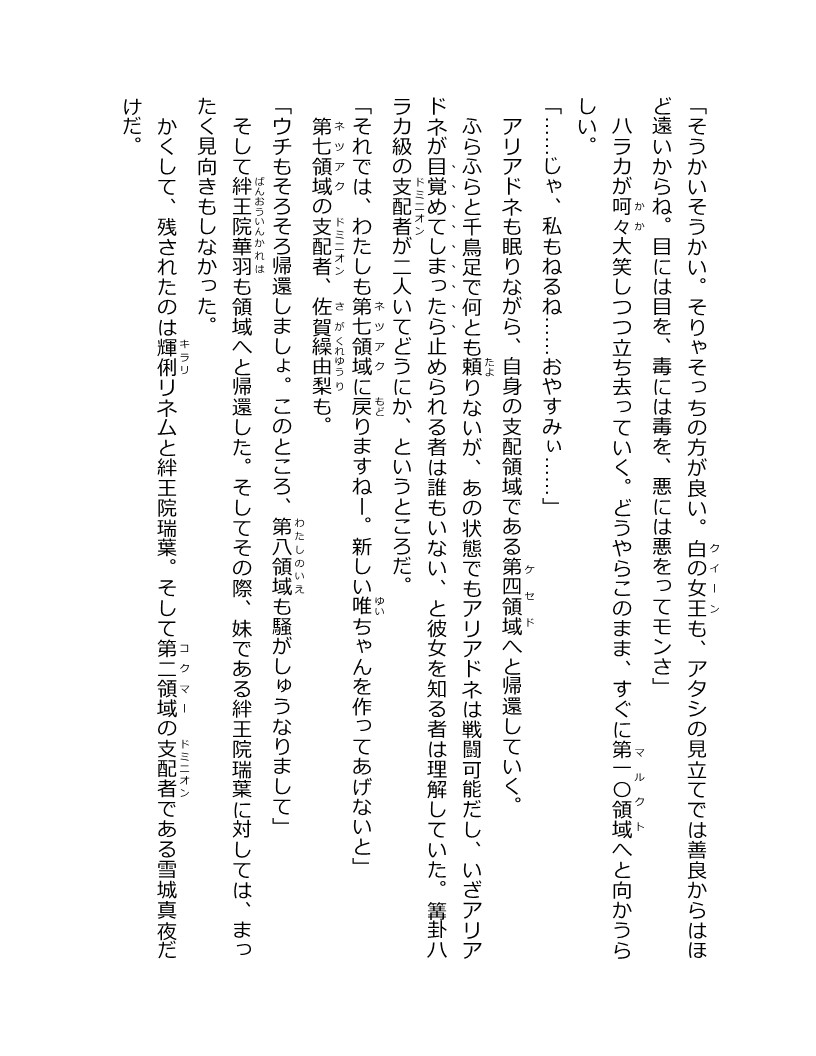 「そうかいそうかい。そりゃそっちの方が良い。白の女王も、アタシの見立てでは善良からはほ
ど遠いからね。目には目を、毒には毒を、悪には悪をってモンさ」
　ハラカが呵々大笑しつつ立ち去っていく。どうやらこのまま、すぐに第一〇領域へと向かうら
しい。
「……じゃ、私もねるね……おやすみぃ……」
　アリアドネも眠りながら、自身の支配領域である第四領域へと帰還していく。
　ふらふらと千鳥足で何とも頼りないが、あの状態でもアリアドネは戦闘可能だし、いざアリア
ドネが目覚めてしまったら止められる者は誰もいない、と彼女を知る者は理解していた。篝卦ハ
ラカ級の支配者が二人いてどうにか、というところだ。
「それでは、わたしも第七領域に戻りますねー。新しい唯ちゃんを作ってあげないと」
　第七領域の支配者、佐賀繰由梨も。
「ウチもそろそろ帰還しましょ。このところ、第八領域も騒がしゅうなりまして」
　そして絆王院華羽も領域へと帰還した。そしてその際、妹である絆王院瑞葉に対しては、まっ
たく見向きもしなかった。
　かくして、残されたのは輝俐リネムと絆王院瑞葉。そして第二領域の支配者である雪城真夜だ
けだ。